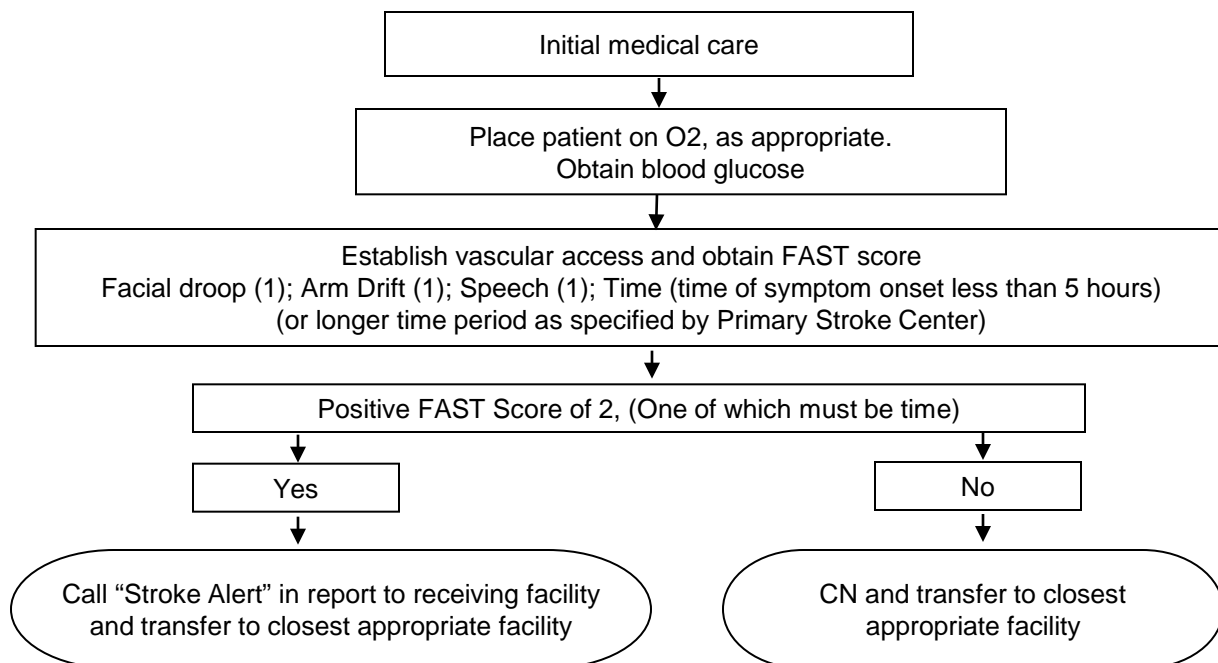 Initial medical care
Place patient on O2, as appropriate.
Obtain blood glucose
Establish vascular access and obtain FAST score
Facial droop (1); Arm Drift (1); Speech (1); Time (time of symptom onset less than 5 hours)
(or longer time period as specified by Primary Stroke Center)
Positive FAST Score of 2, (One of which must be time)
Yes
No
Call “Stroke Alert” in report to receiving facility
and transfer to closest appropriate facility
CN and transfer to closest
appropriate facility